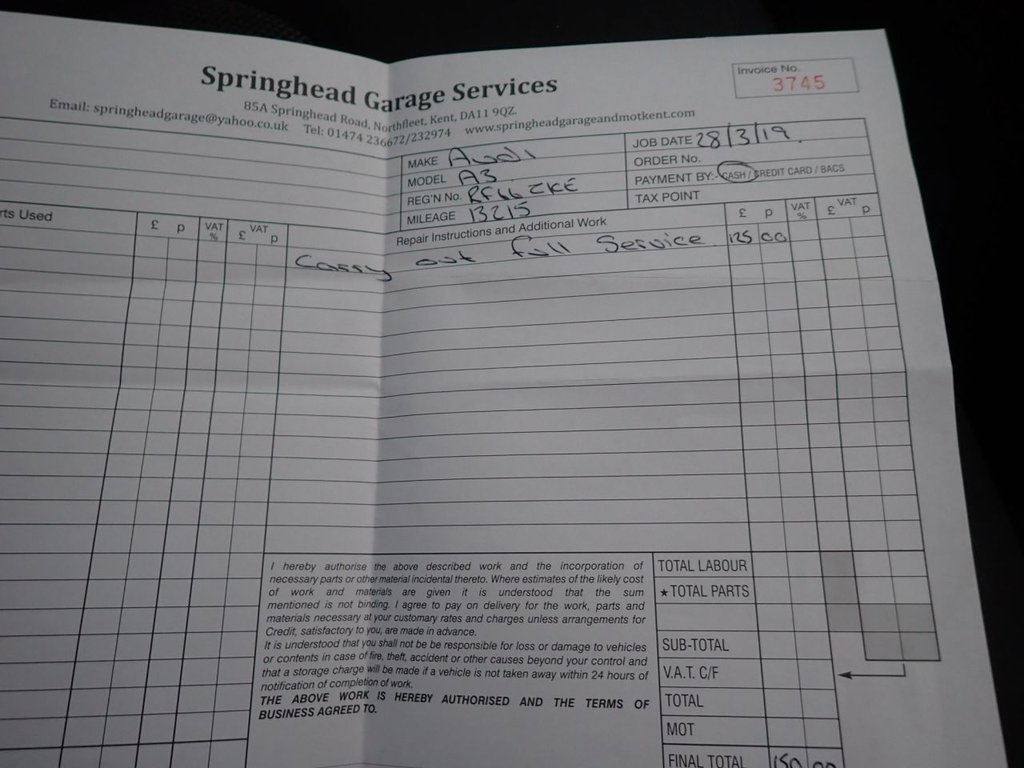 Springhead Garage Services
85A Springhead Road, Northfleet, Kent, DA11 9QZ.
Email: springheadgarage@yahoo.co.uk Tel: 01474 236672/232974 www.springheadgarageandmotkent.com
Invoice No.
3745
MAKE Audi
MODEL A3
REG'N No. RF66 ZKE
MILEAGE 13215
JOB DATE 28/3/19.
ORDER No.
PAYMENT BY:- CASH / CREDIT CARD / BACS
TAX POINT
rts Used £ p VAT % £ VAT p
Repair Instructions and Additional Work £ p VAT % £ VAT p
Carry out full Service 125 00
I hereby authorise the above described work and the incorporation of
necessary parts or other material incidental thereto. Where estimates of the likely cost
of work and materials are given it is understood that the sum
mentioned is not binding. I agree to pay on delivery for the work, parts and
materials necessary at your customary rates and charges unless arrangements for
Credit, satisfactory to you, are made in advance.
It is understood that you shall not be be responsible for loss or damage to vehicles
or contents in case of fire, theft, accident or other causes beyond your control and
that a storage charge will be made if a vehicle is not taken away within 24 hours of
notification of completion of work.
THE ABOVE WORK IS HEREBY AUTHORISED AND THE TERMS OF
BUSINESS AGREED TO.
TOTAL LABOUR
★TOTAL PARTS
SUB-TOTAL
V.A.T. C/F
TOTAL
MOT
FINAL TOTAL 150 00